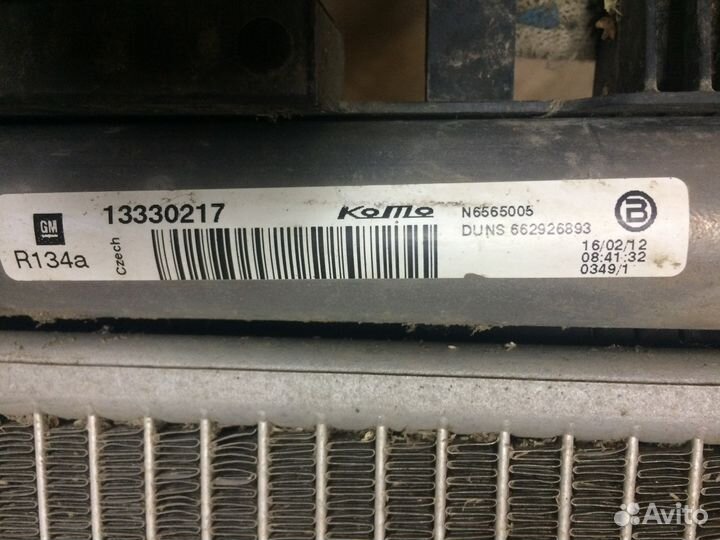 GM
13330217
R134a
Czech
KoMo
N6565005
DUNS 662926893
B
16/02/12
08:41:32
0349/1
Avito